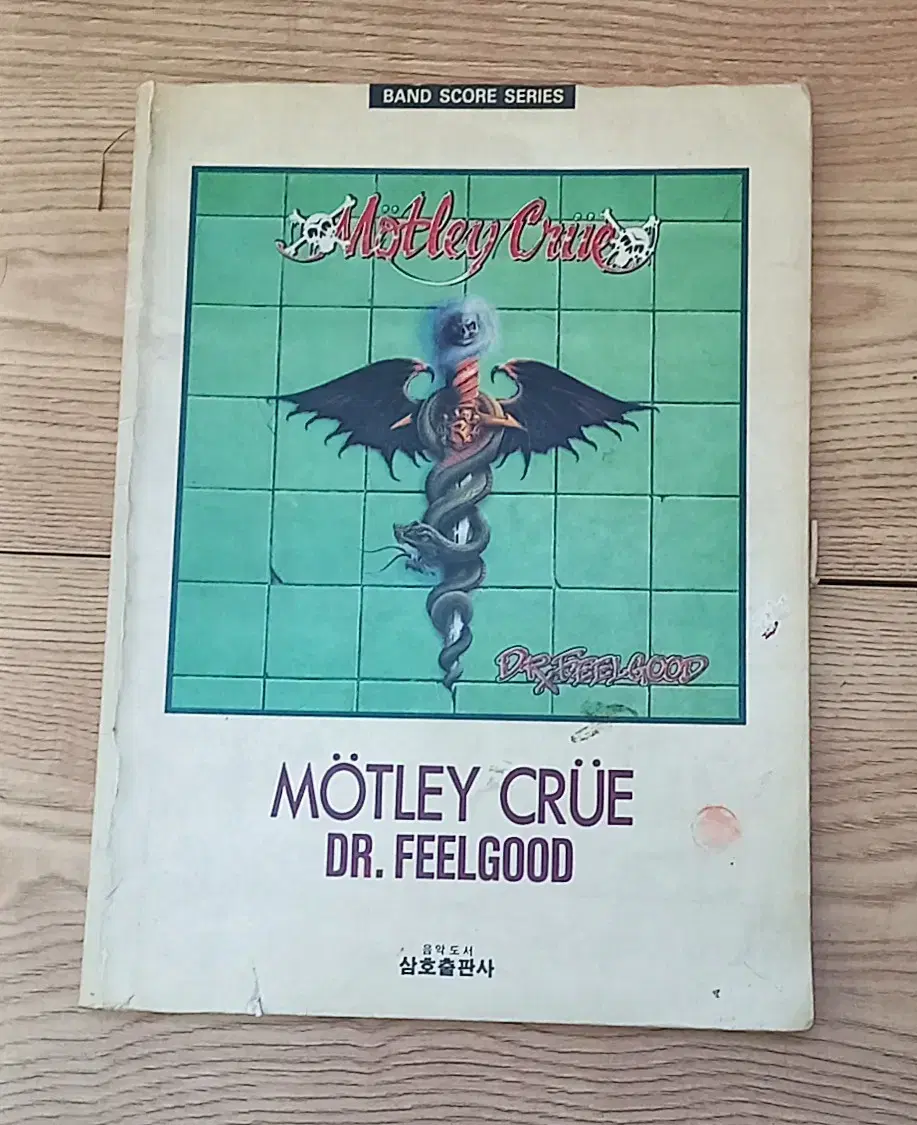 BAND SCORE SERIES
Mötley Crüe
DR. FEELGOOD
MÖTLEY CRÜE
DR. FEELGOOD
음악도서
삼호출판사